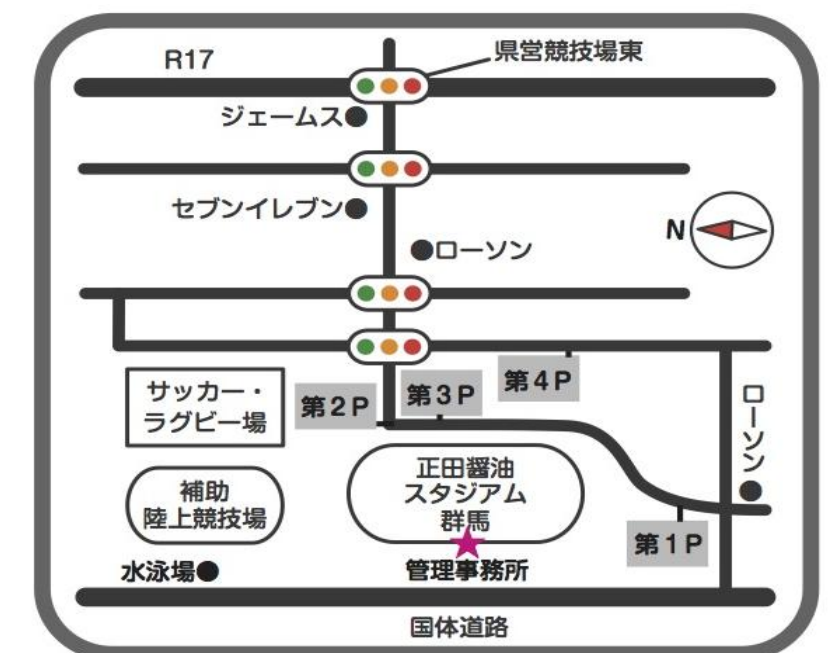 R17
県営競技場東
ジェームス
セブンイレブン
ローソン
N
サッカー・
ラグビー場
第2P
第3P
第4P
ローソン
補助
陸上競技場
正田醤油
スタジアム
群馬
第1P
水泳場
管理事務所
国体道路